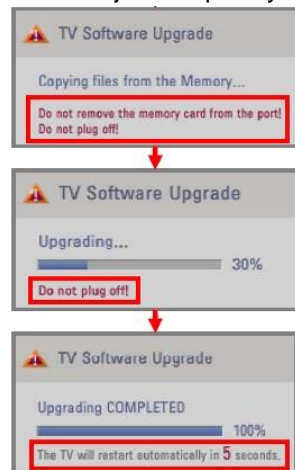 TV Software Upgrade
Copying files from the Memory...
Do not remove the memory card from the port!
Do not plug off!
TV Software Upgrade
Upgrading...
30%
Do not plug off!
TV Software Upgrade
Upgrading COMPLETED
100%
The TV will restart automatically in 5 seconds.